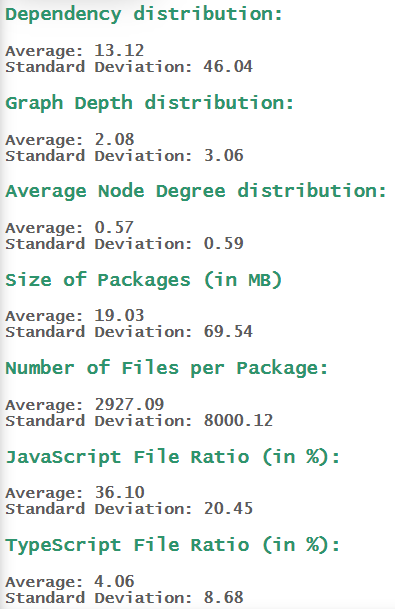 Dependency distribution:
Average: 13.12
Standard Deviation: 46.04
Graph Depth distribution:
Average: 2.08
Standard Deviation: 3.06
Average Node Degree distribution:
Average: 0.57
Standard Deviation: 0.59
Size of Packages (in MB)
Average: 19.03
Standard Deviation: 69.54
Number of Files per Package:
Average: 2927.09
Standard Deviation: 8000.12
JavaScript File Ratio (in %):
Average: 36.10
Standard Deviation: 20.45
TypeScript File Ratio (in %):
Average: 4.06
Standard Deviation: 8.68